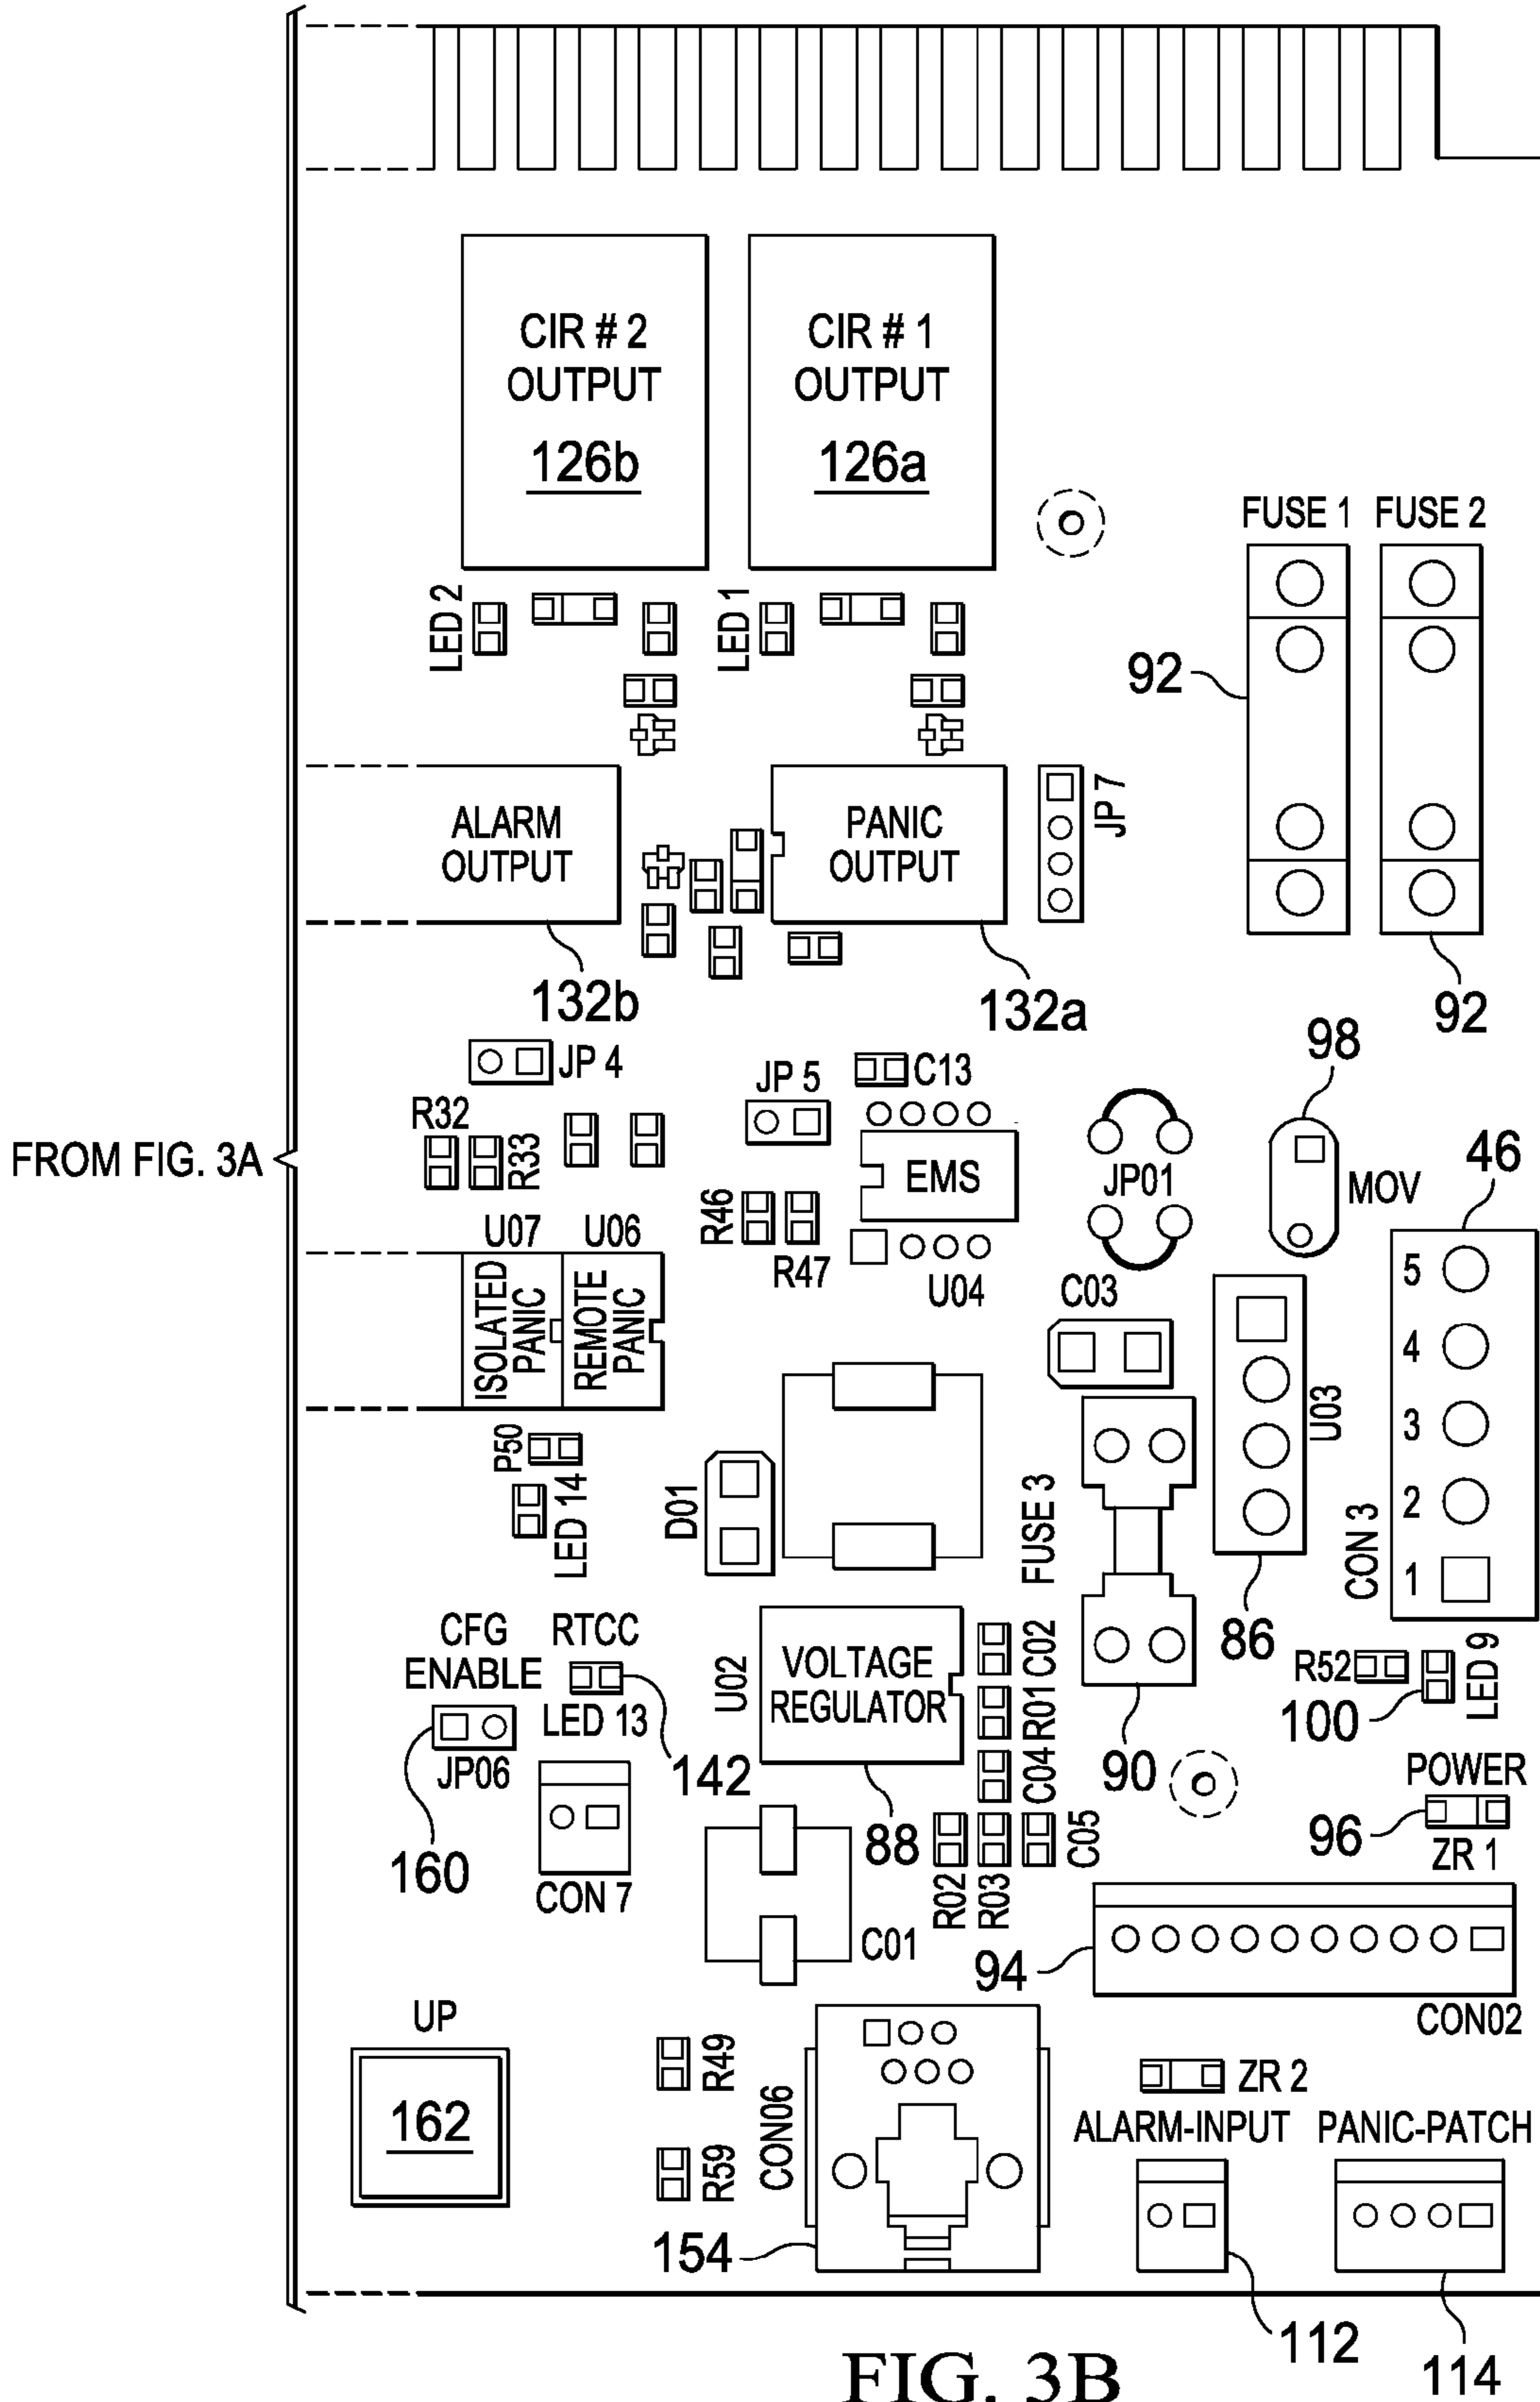 CIR # 2
OUTPUT
126b
CIR # 1
OUTPUT
126a
FUSE 1
FUSE 2
LED 2
LED 1
92
ALARM
OUTPUT
PANIC
OUTPUT
JP 7
132b
132a
92
98
JP 4
JP 5
C13
R32
R33
FROM FIG. 3A
EMS
JP01
MOV
46
R46
R47
U04
U07
U06
ISOLATED
PANIC
REMOTE
PANIC
C03
U03
5
4
3
2
1
CON 3
P50
LED 14
D01
FUSE 3
86
CFG
ENABLE
RTCC
LED 13
JP06
142
160
U02
VOLTAGE
REGULATOR
C02
R01
C04
90
R52
LED 9
100
POWER
96
ZR 1
CON 7
88
R02
R03
C05
C01
94
CON02
UP
162
R49
R59
CON06
154
ZR 2
ALARM-INPUT
PANIC-PATCH
112
114
FIG. 3B